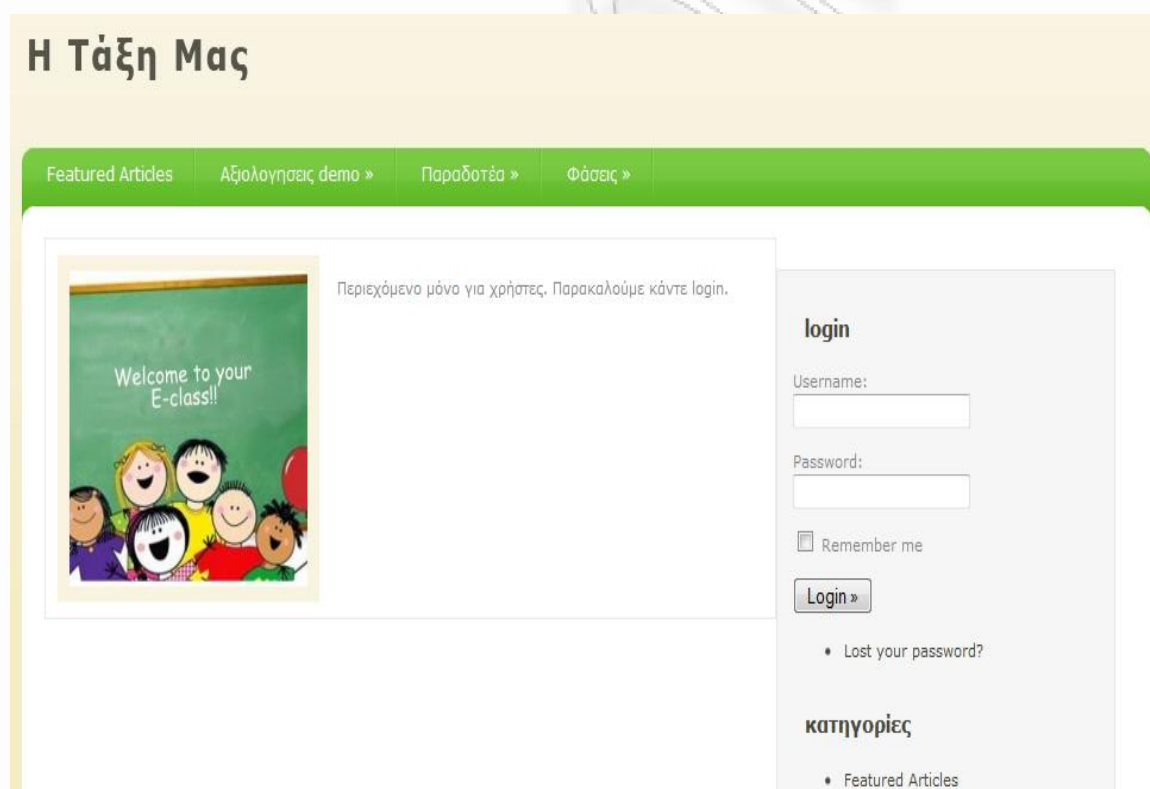 Η Τάξη Μας
Featured Articles Αξιολογησεις demo » Παραδοτέα » Φάσεις »
Welcome to your
E-class!!
Περιεχόμενο μόνο για χρήστες. Παρακαλούμε κάντε login.
login
Username:
Password:
Remember me
Login »
• Lost your password?
κατηγορίες
• Featured Articles